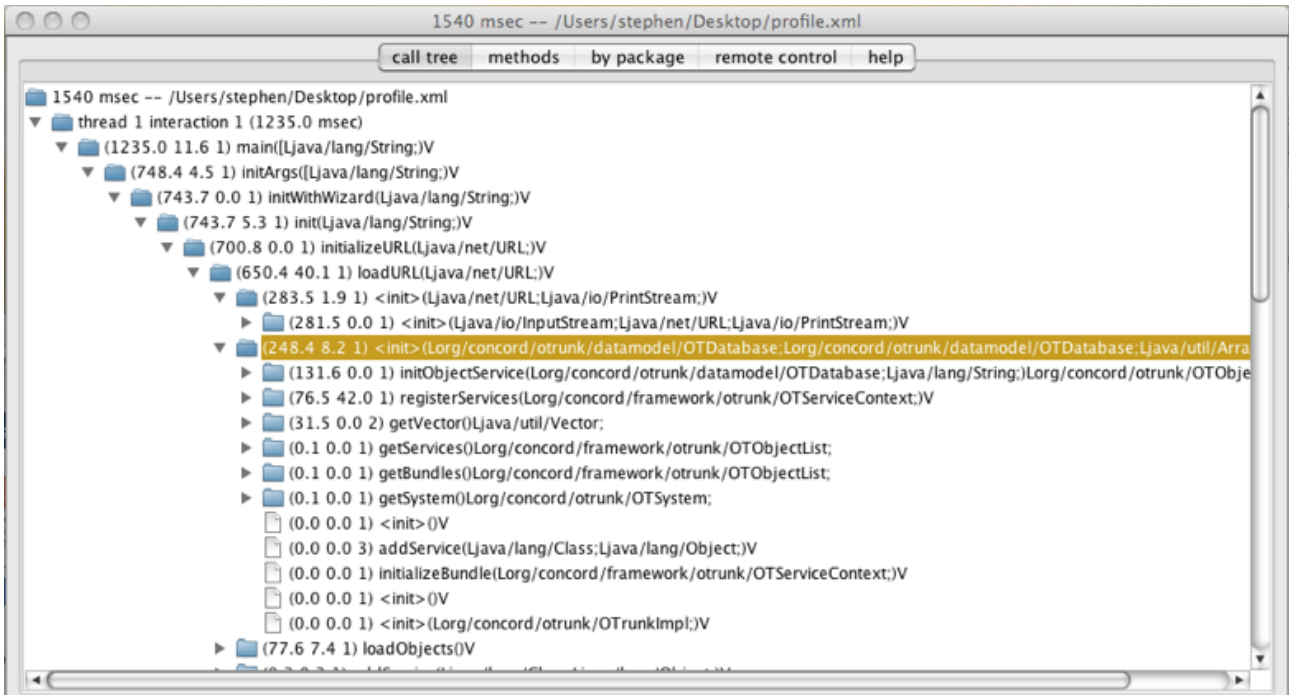 1540 msec -- /Users/stephen/Desktop/profile.xml
call tree methods by package remote control help
1540 msec -- /Users/stephen/Desktop/profile.xml
thread 1 interaction 1 (1235.0 msec)
(1235.0 11.6 1) main([Ljava/lang/String;)V
(748.4 4.5 1) initArgs([Ljava/lang/String;)V
(743.7 0.0 1) initWithWizard(Ljava/lang/String;)V
(743.7 5.3 1) init(Ljava/lang/String;)V
(700.8 0.0 1) initializeURL(Ljava/net/URL;)V
(650.4 40.1 1) loadURL(Ljava/net/URL;)V
(283.5 1.9 1) <init>(Ljava/net/URL;Ljava/io/PrintStream;)V
(281.5 0.0 1) <init>(Ljava/io/InputStream;Ljava/net/URL;Ljava/io/PrintStream;)V
(248.4 8.2 1) <init>(Lorg/concord/otrunk/datamodel/OTDatabase;Lorg/concord/otrunk/datamodel/OTDatabase;Ljava/util/Arra
(131.6 0.0 1) initObjectService(Lorg/concord/otrunk/datamodel/OTDatabase;Ljava/lang/String;)Lorg/concord/otrunk/OTObje
(76.5 42.0 1) registerServices(Lorg/concord/framework/otrunk/OTServiceContext;)V
(31.5 0.0 2) getVector()Ljava/util/Vector;
(0.1 0.0 1) getServices()Lorg/concord/framework/otrunk/OTObjectList;
(0.1 0.0 1) getBundles()Lorg/concord/framework/otrunk/OTObjectList;
(0.1 0.0 1) getSystem()Lorg/concord/otrunk/OTSystem;
(0.0 0.0 1) <init>()V
(0.0 0.0 3) addService(Ljava/lang/Class;Ljava/lang/Object;)V
(0.0 0.0 1) initializeBundle(Lorg/concord/framework/otrunk/OTServiceContext;)V
(0.0 0.0 1) <init>()V
(0.0 0.0 1) <init>(Lorg/concord/otrunk/OTrunkImpl;)V
(77.6 7.4 1) loadObjects()V